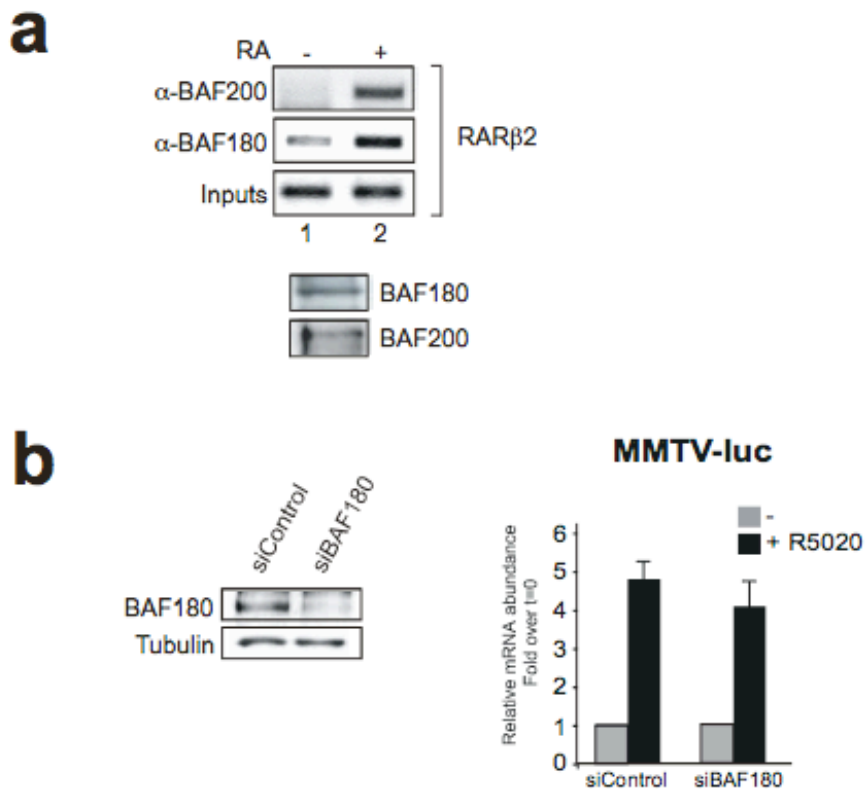 a
RA - +
α-BAF200
α-BAF180
Inputs
RARβ2
1 2
BAF180
BAF200
b
siControl
siBAF180
BAF180
Tubulin
MMTV-luc
-
+ R5020
Relative mRNA abundance
Fold over t=0
6
5
4
3
2
1
0
siControl siBAF180